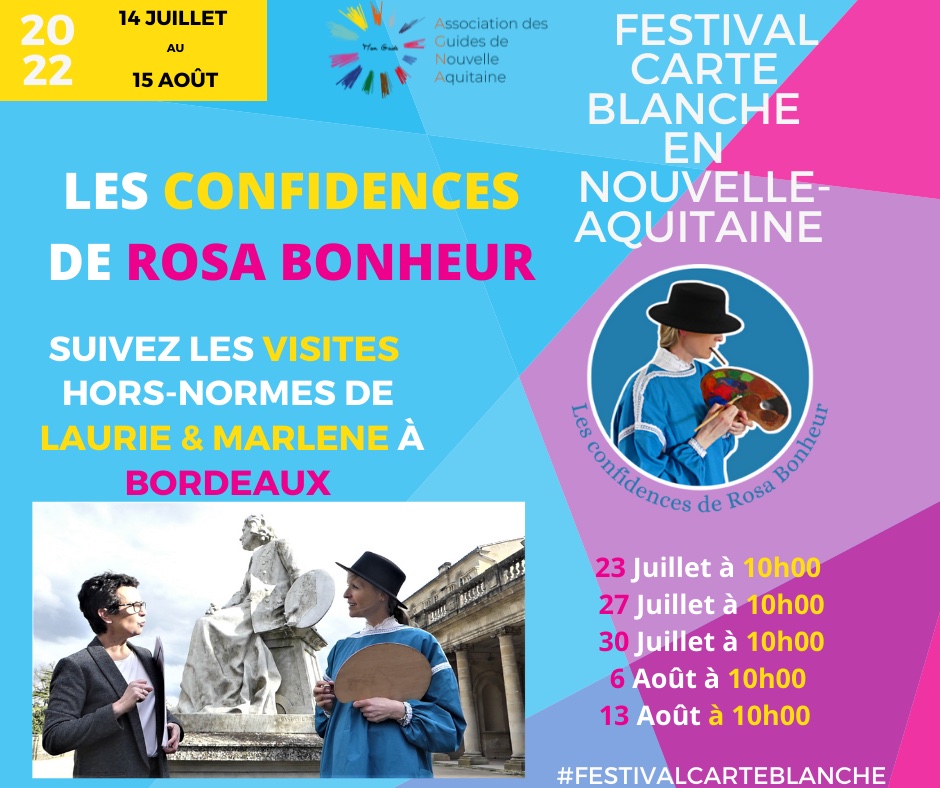 20
22
14 JUILLET
AU
15 AOÛT
Mon Guide
Association des
Guides de
Nouvelle
Aquitaine
FESTIVAL
CARTE
BLANCHE
EN
NOUVELLE-
AQUITAINE
LES CONFIDENCES
DE ROSA BONHEUR
SUIVEZ LES VISITES
HORS-NORMES DE
LAURIE & MARLENE À
BORDEAUX
Les confidences de Rosa Bonheur
23 Juillet à 10h00
27 Juillet à 10h00
30 Juillet à 10h00
6 Août à 10h00
13 Août à 10h00
#FESTIVALCARTEBLANCHE